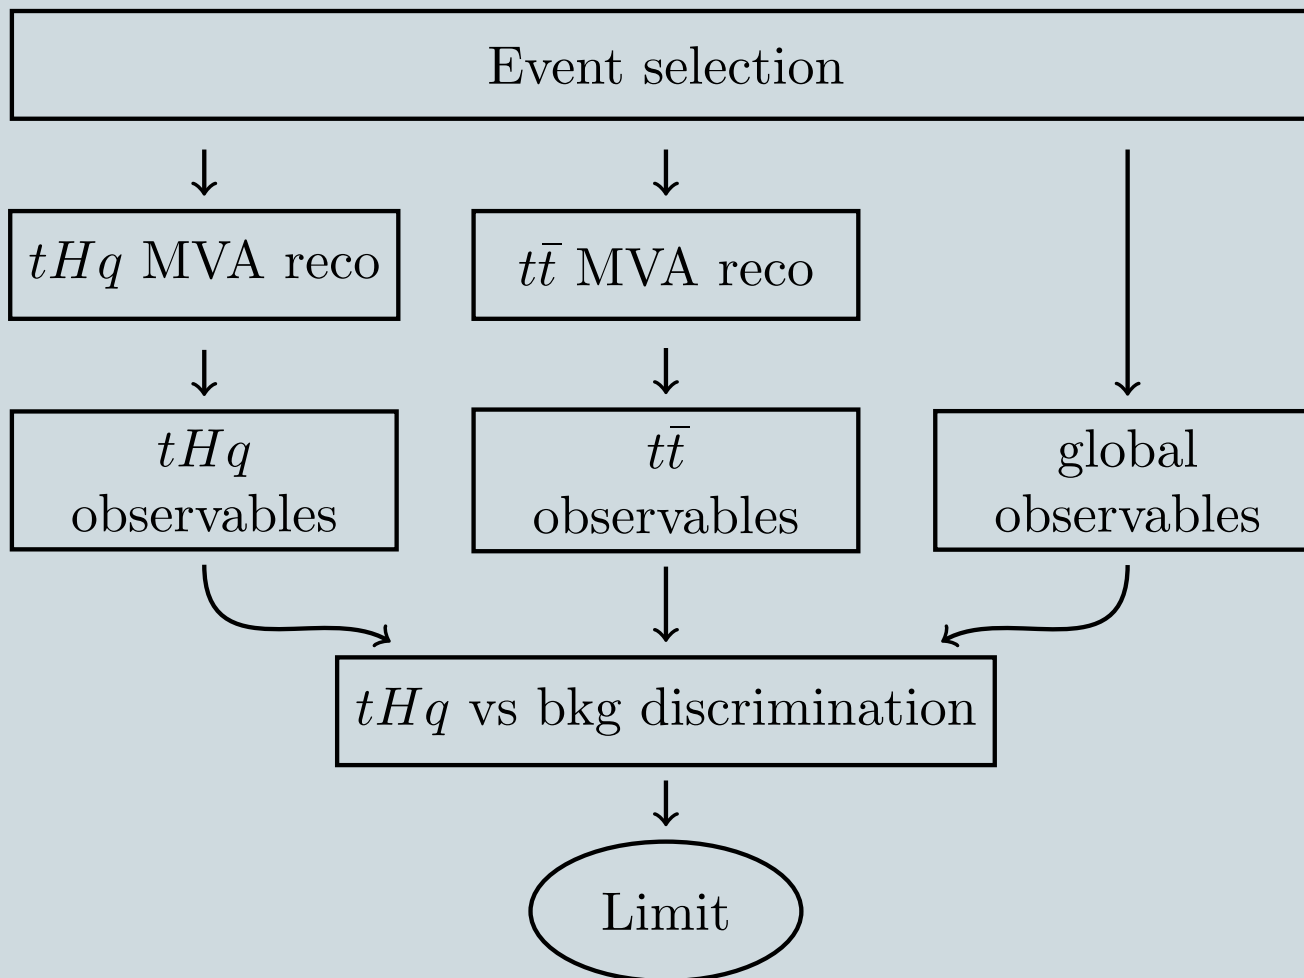 Event selection
tHq MVA reco
tt̄ MVA reco
tHq
observables
tt̄
observables
global
observables
tHq vs bkg discrimination
Limit